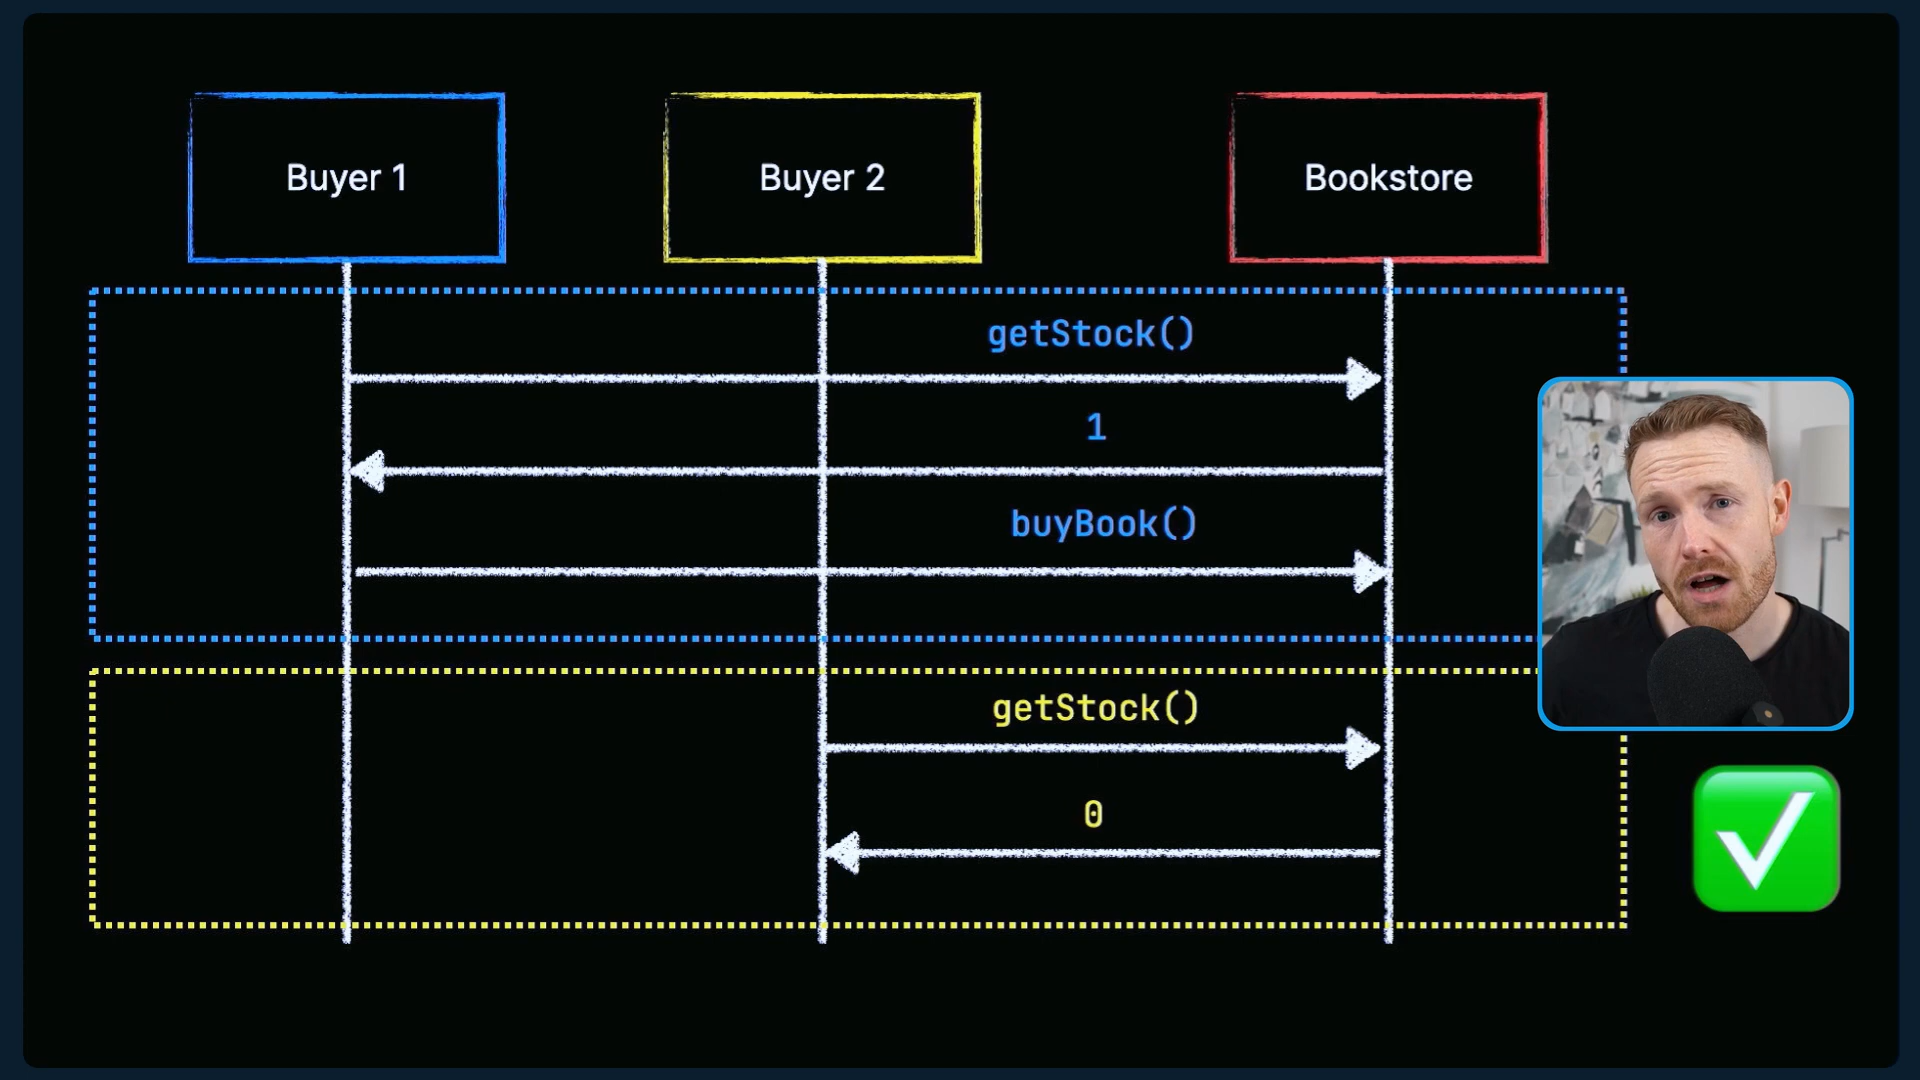 Buyer 1
Buyer 2
Bookstore
getStock()
1
buyBook()
getStock()
0